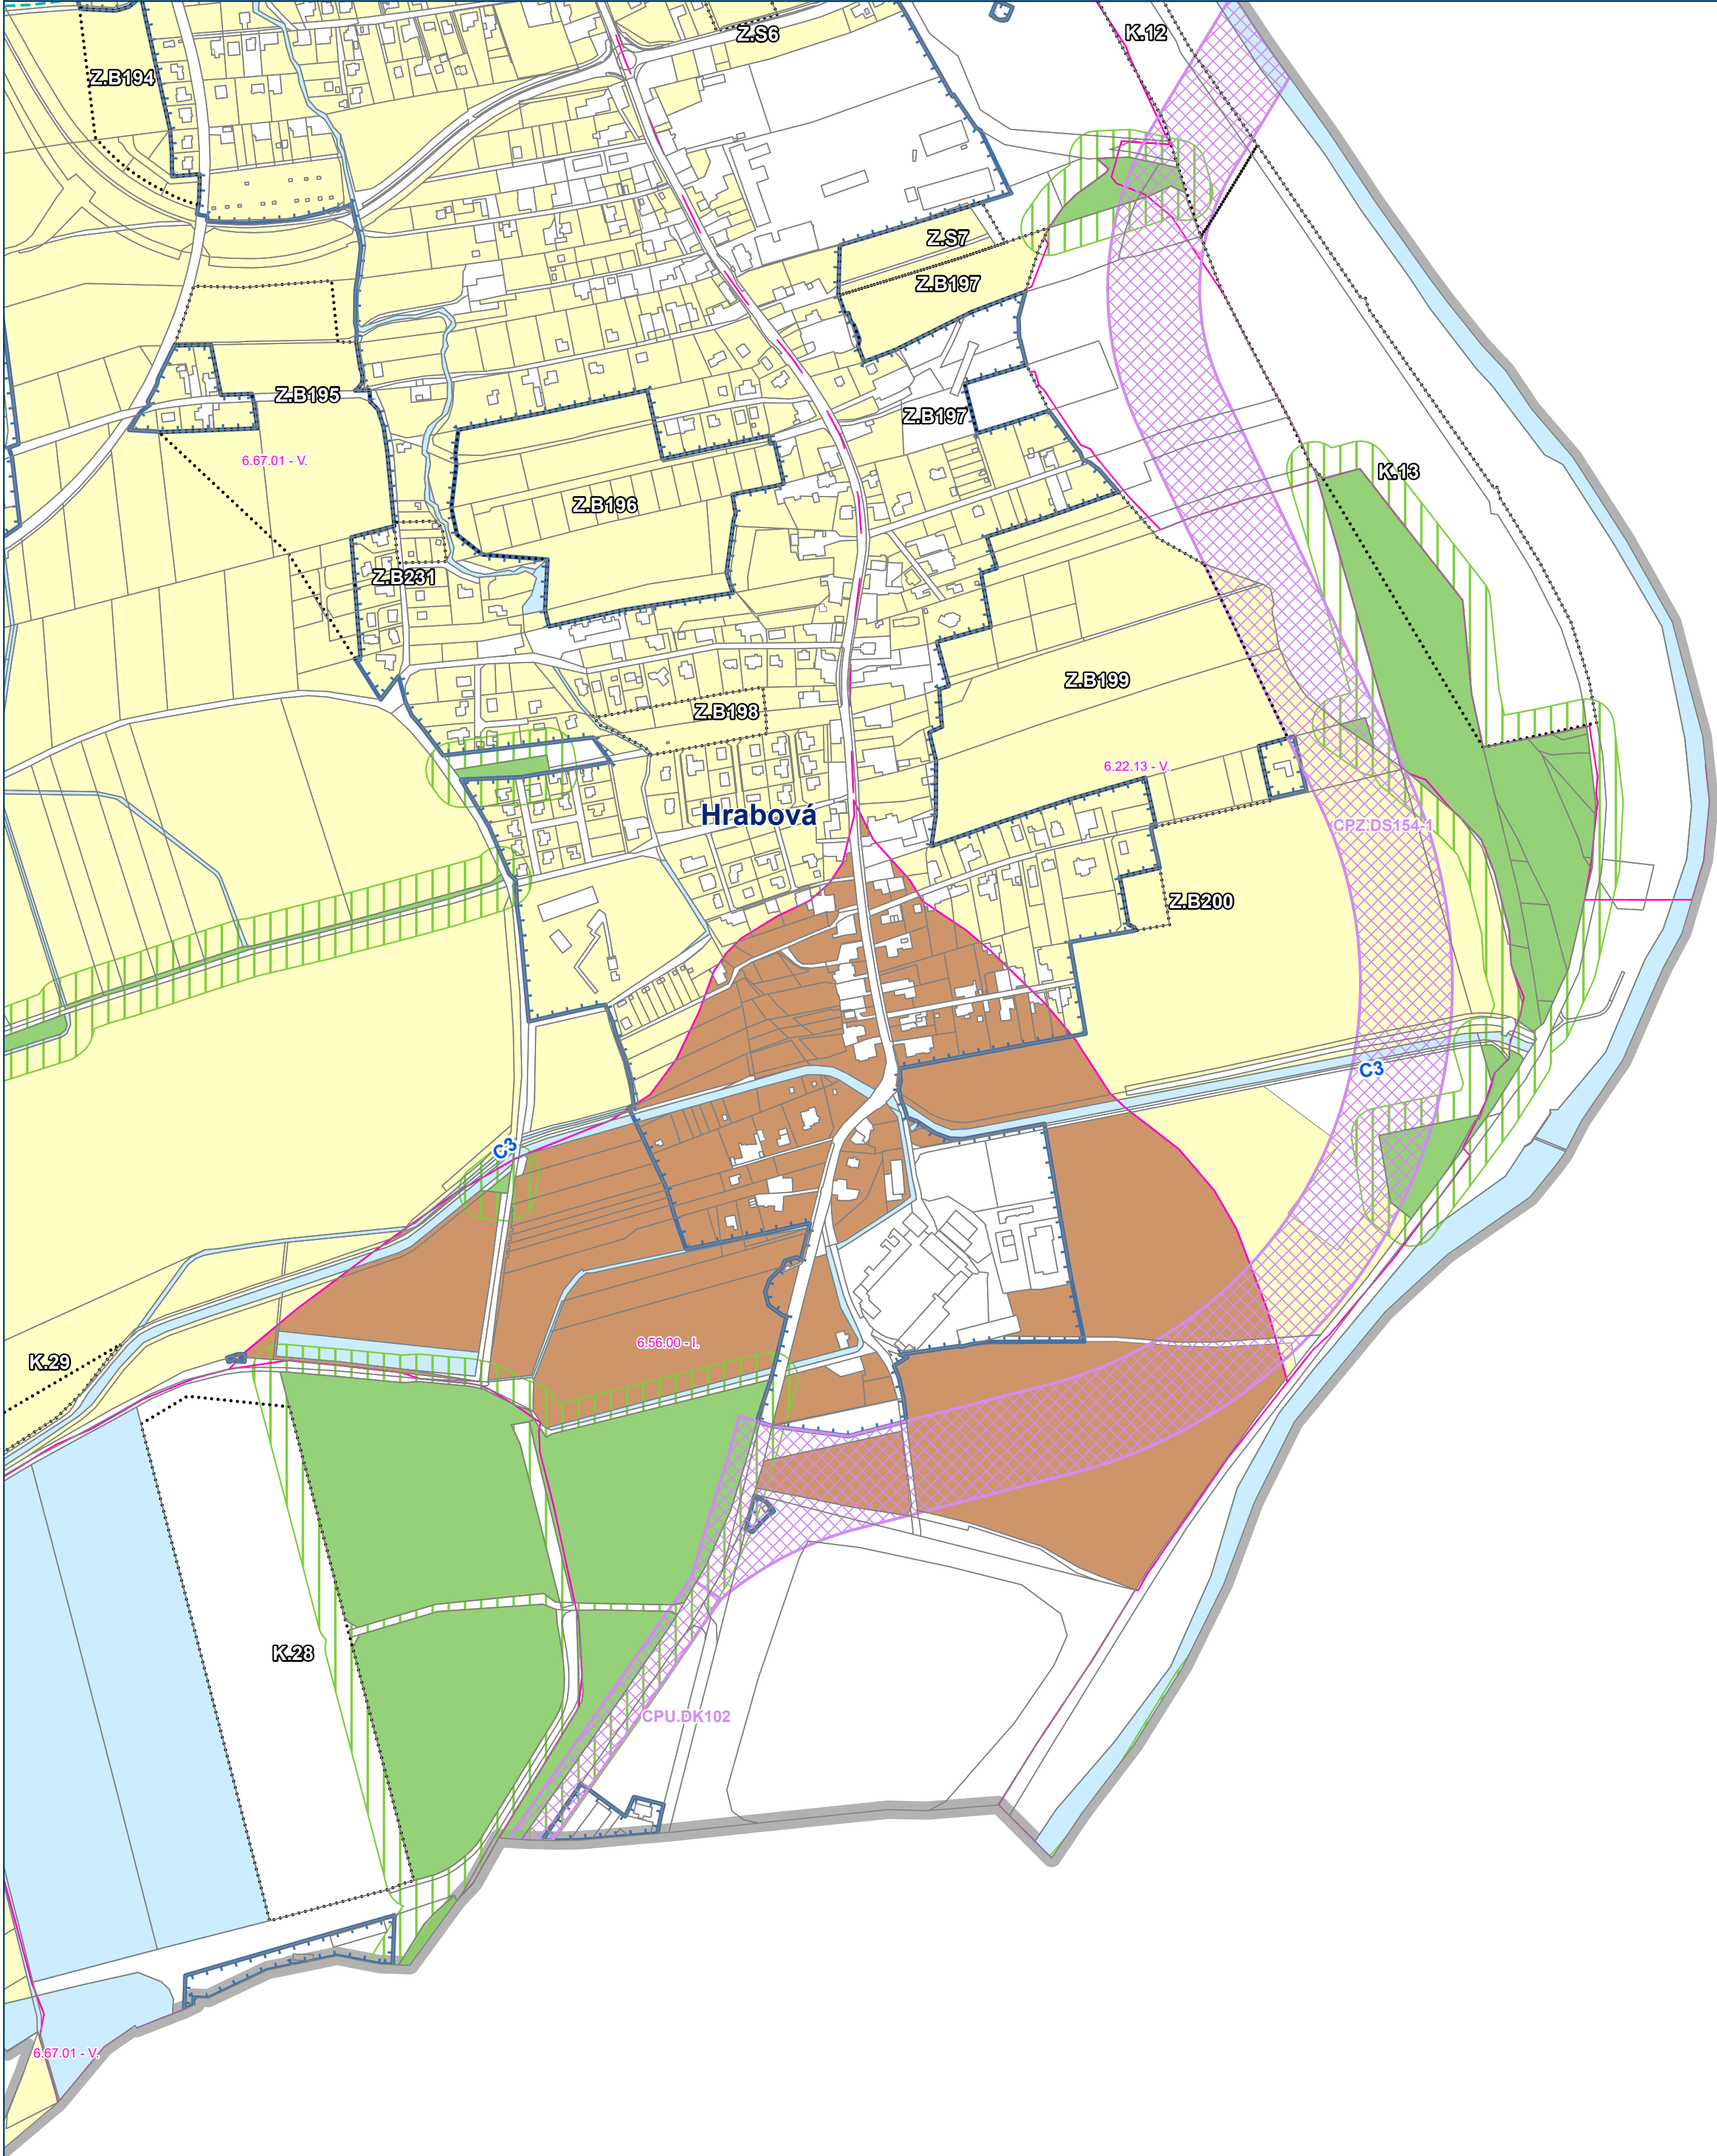 Z.S6
K.12
Z.B194
Z.S7
Z.B197
Z.B195
Z.B197
6.67.01 - V.
K.13
Z.B196
Z.B231
Z.B199
Z.B198
6.22.13 - V.
Hrabová
CPZ.DS154-1
Z.B200
C3
C3
6.56.00 - I.
K.29
K.28
CPU.DK102
6.67.01 - V.